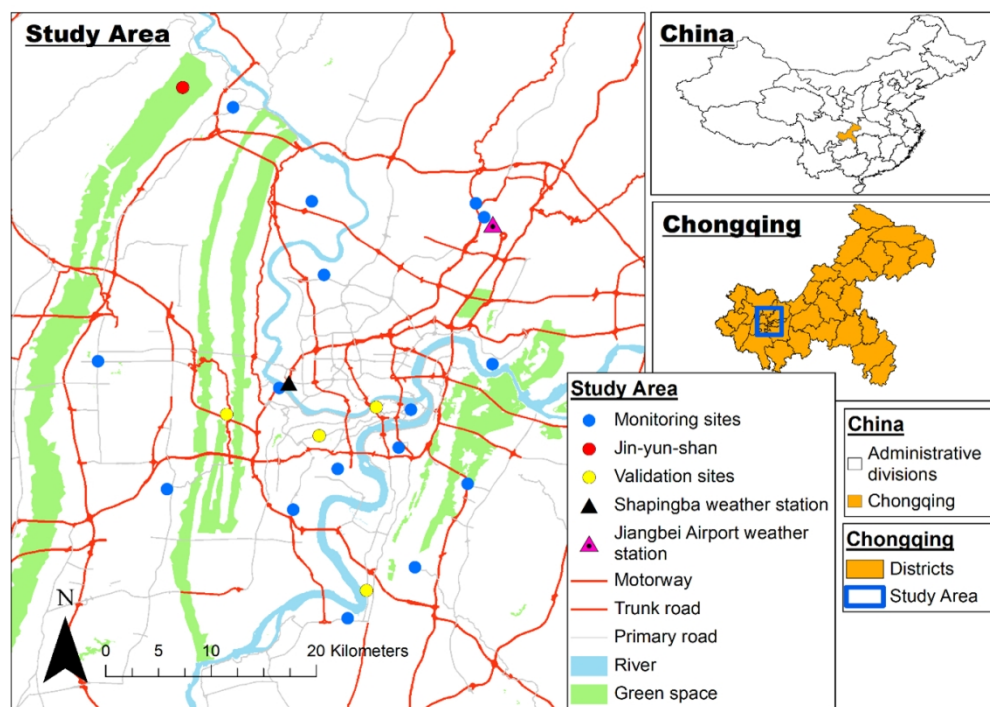 Study Area
N
0 5 10 20 Kilometers
China
Chongqing
Study Area
Monitoring sites
Jin-yun-shan
Validation sites
Shapingba weather station
Jiangbei Airport weather
station
Motorway
Trunk road
Primary road
River
Green space
China
Administrative
divisions
Chongqing
Chongqing
Districts
Study Area